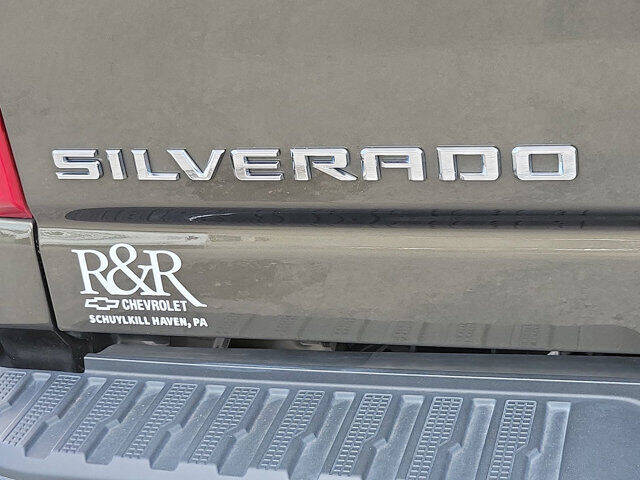 SILVERADO
R&R
CHEVROLET
SCHUYLKILL HAVEN, PA